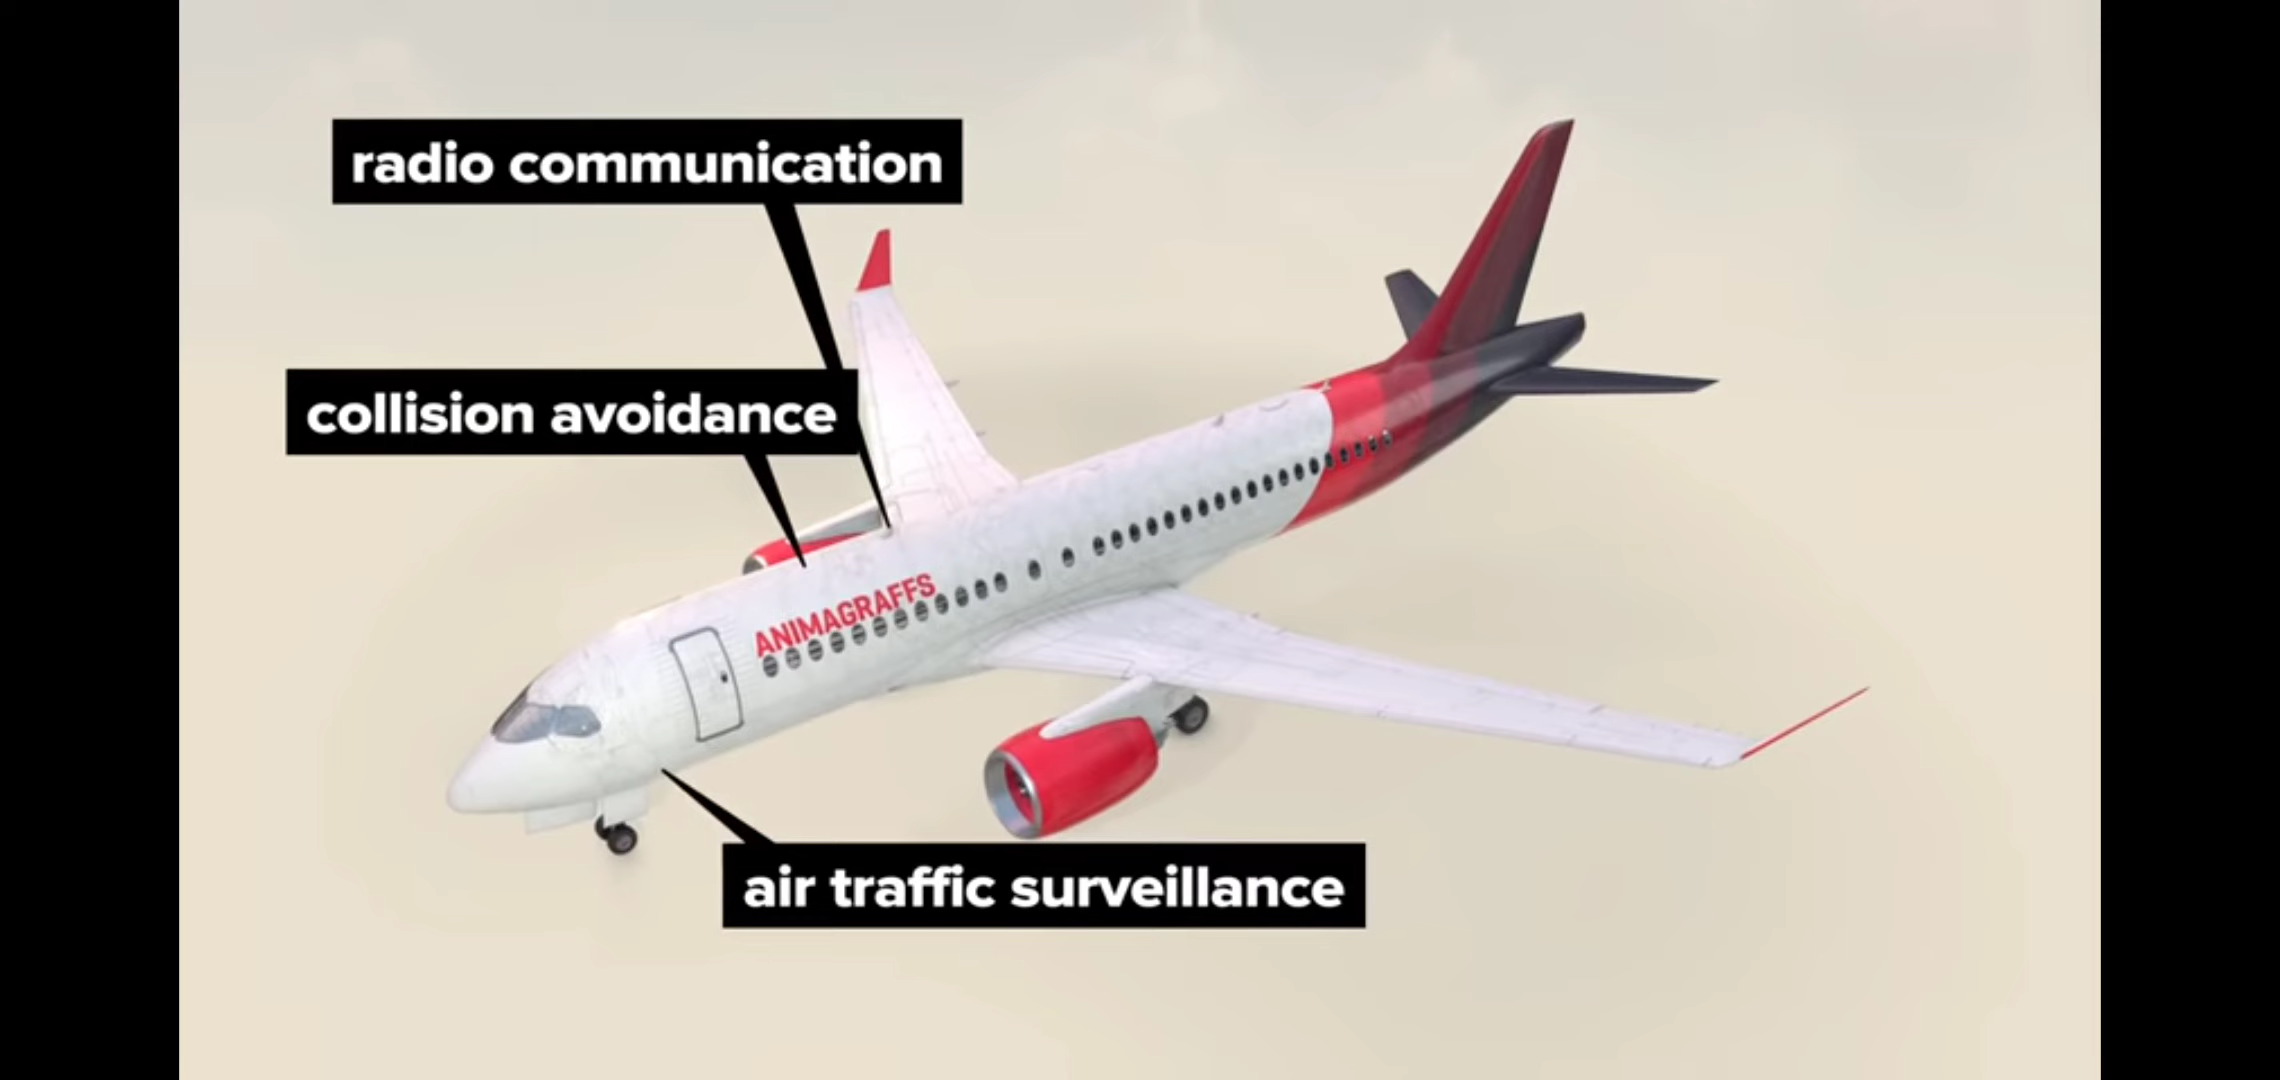 radio communication
collision avoidance
ANIMAGRAFFS
air traffic surveillance